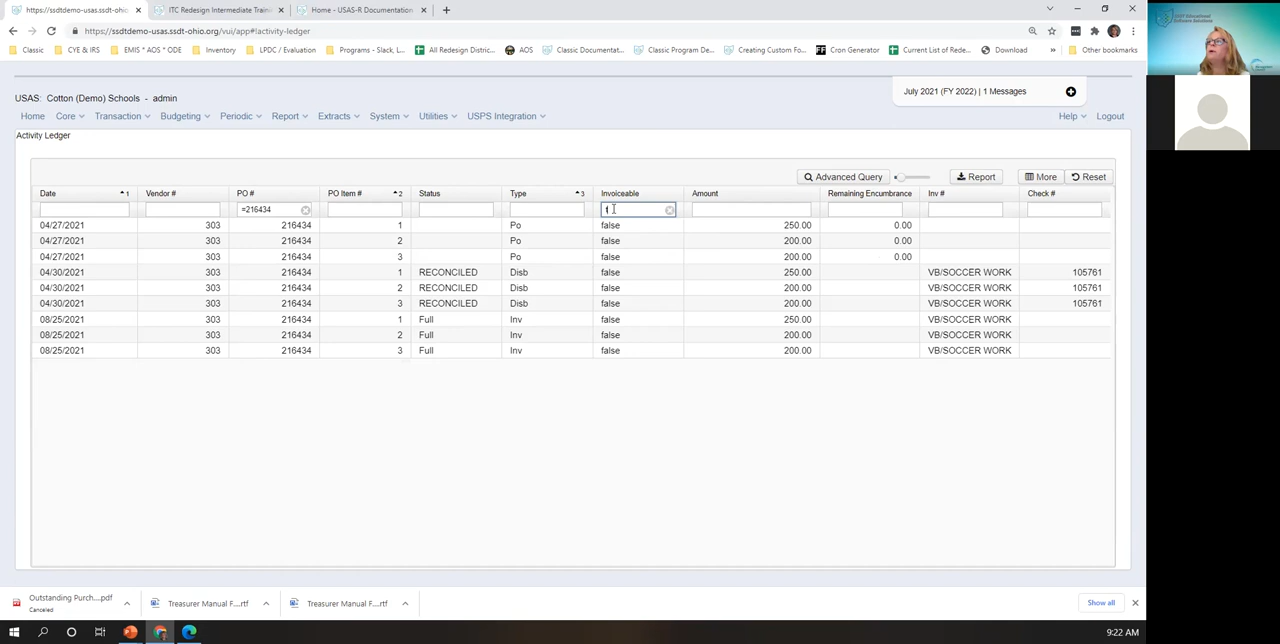 https://ssdtdemo-usas.ssdt-ohio.org
ITC Redesign Intermediate Traini
Home - USAS-R Documentation
https://ssdtdemo-usas.ssdt-ohio.org/vui/app#!activity-ledger
Classic
CYE & IRS
EMIS * AOS * ODE
Inventory
LPDC / Evaluation
Programs - Slack, L...
All Redesign Distric...
AOS
Classic Documentat...
Classic Program De...
Creating Custom Fo...
Cron Generator
Current List of Rede...
Download
Other bookmarks
USAS: Cotton (Demo) Schools - admin
July 2021 (FY 2022) | 1 Messages
Home Core Transaction Budgeting Periodic Report Extracts System Utilities USPS Integration Help Logout
Activity Ledger
Advanced Query Report More Reset
Date 1 Vendor # PO # PO Item # 2 Status Type 3 Invoiceable Amount Remaining Encumbrance Inv # Check #
=216434 f
04/27/2021 303 216434 1 Po false 250.00 0.00
04/27/2021 303 216434 2 Po false 200.00 0.00
04/27/2021 303 216434 3 Po false 200.00 0.00
04/30/2021 303 216434 1 RECONCILED Disb false 250.00 VB/SOCCER WORK 105761
04/30/2021 303 216434 2 RECONCILED Disb false 200.00 VB/SOCCER WORK 105761
04/30/2021 303 216434 3 RECONCILED Disb false 200.00 VB/SOCCER WORK 105761
08/25/2021 303 216434 1 Full Inv false 250.00 VB/SOCCER WORK
08/25/2021 303 216434 2 Full Inv false 200.00 VB/SOCCER WORK
08/25/2021 303 216434 3 Full Inv false 200.00 VB/SOCCER WORK
Outstanding Purch....pdf
Canceled
Treasurer Manual F....rtf
Treasurer Manual F....rtf
Show all
9:22 AM